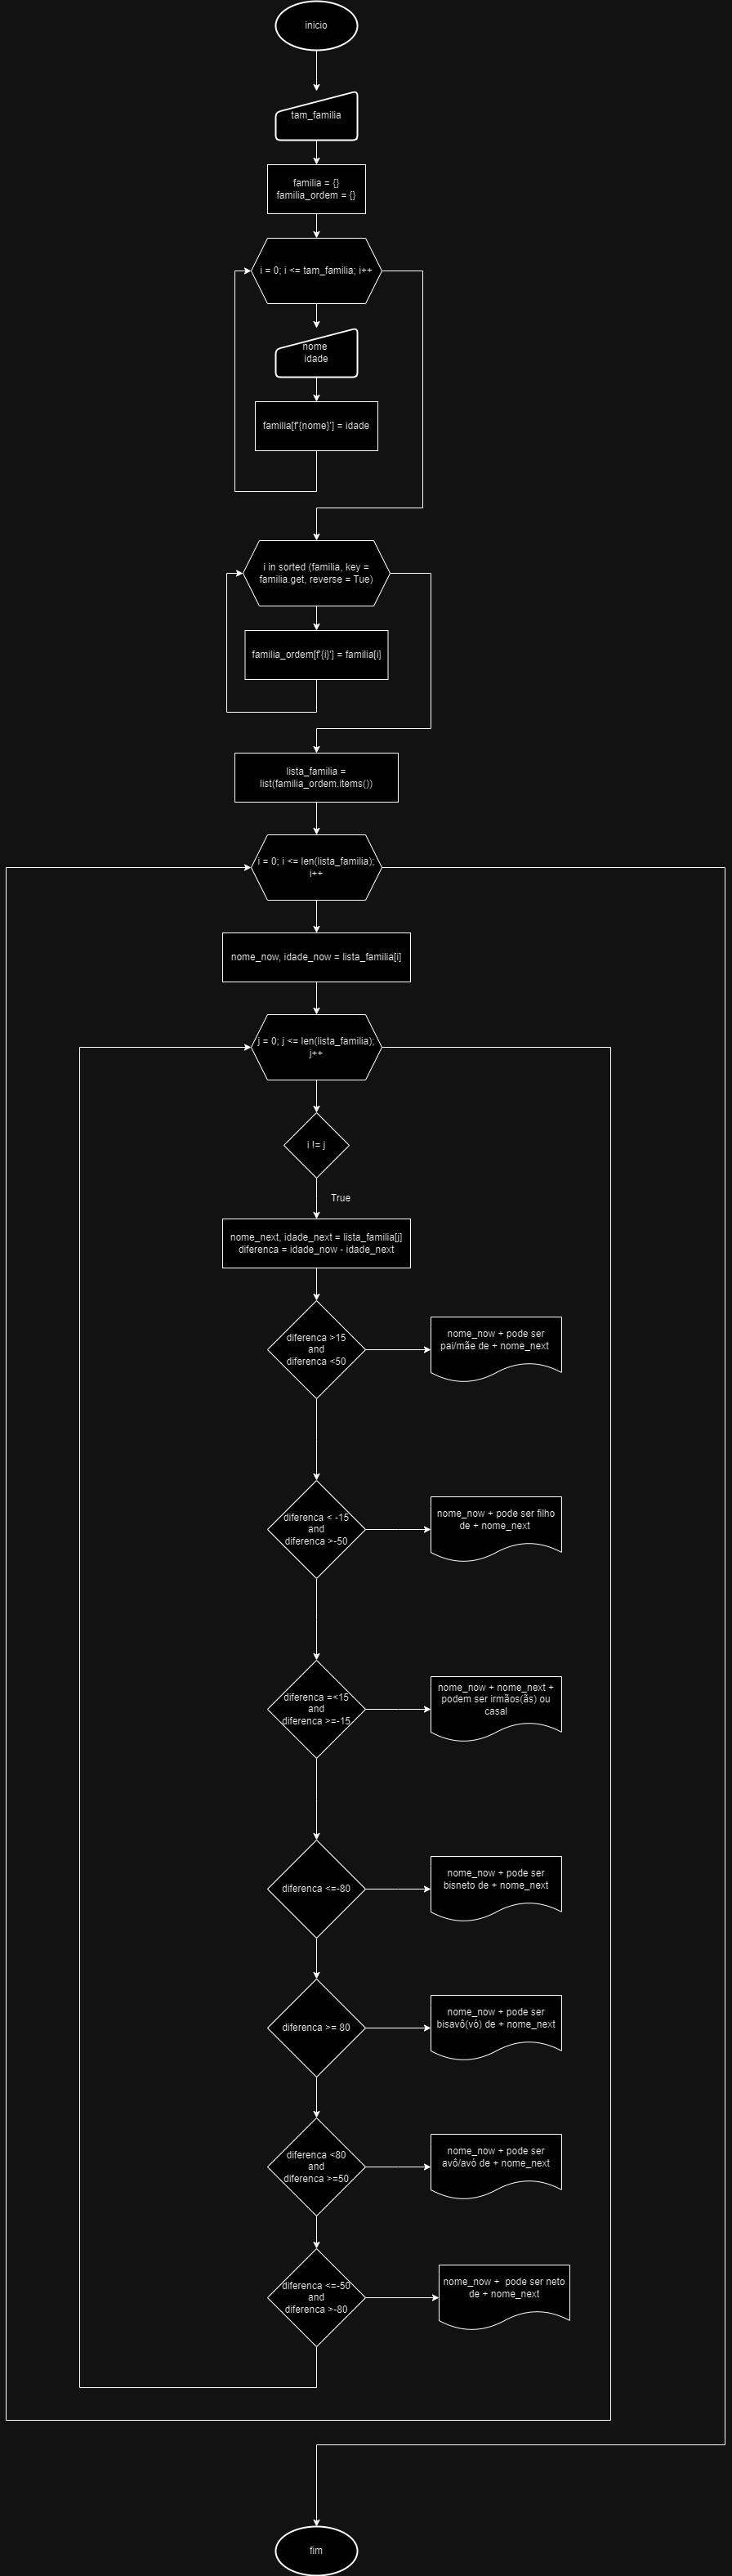 inicio
tam_familia
familia = {}
familia_ordem = {}
i = 0; i <= tam_familia; i++
nome
idade
familia[f'{nome}'] = idade
i in sorted (familia, key =
familia.get, reverse = Tue)
familia_ordem[f'{i}'] = familia[i]
lista_familia =
list(familia_ordem.items())
i = 0; i <= len(lista_familia);
i++
nome_now, idade_now = lista_familia[i]
j = 0; j <= len(lista_familia);
j++
i != j
True
nome_next, idade_next = lista_familia[j]
diferenca = idade_now - idade_next
diferenca >15
and
diferenca <50
nome_now + pode ser
pai/mãe de + nome_next
diferenca < -15
and
diferenca >-50
nome_now + pode ser filho
de + nome_next
diferenca =<15
and
diferenca >=-15
nome_now + nome_next +
podem ser irmãos(ãs) ou
casal
diferenca <=-80
nome_now + pode ser
bisneto de + nome_next
diferenca >= 80
nome_now + pode ser
bisavô(vó) de + nome_next
diferenca <80
and
diferenca >=50
nome_now + pode ser
avô/avó de + nome_next
diferenca <=-50
and
diferenca >-80
nome_now +  pode ser neto
de + nome_next
fim